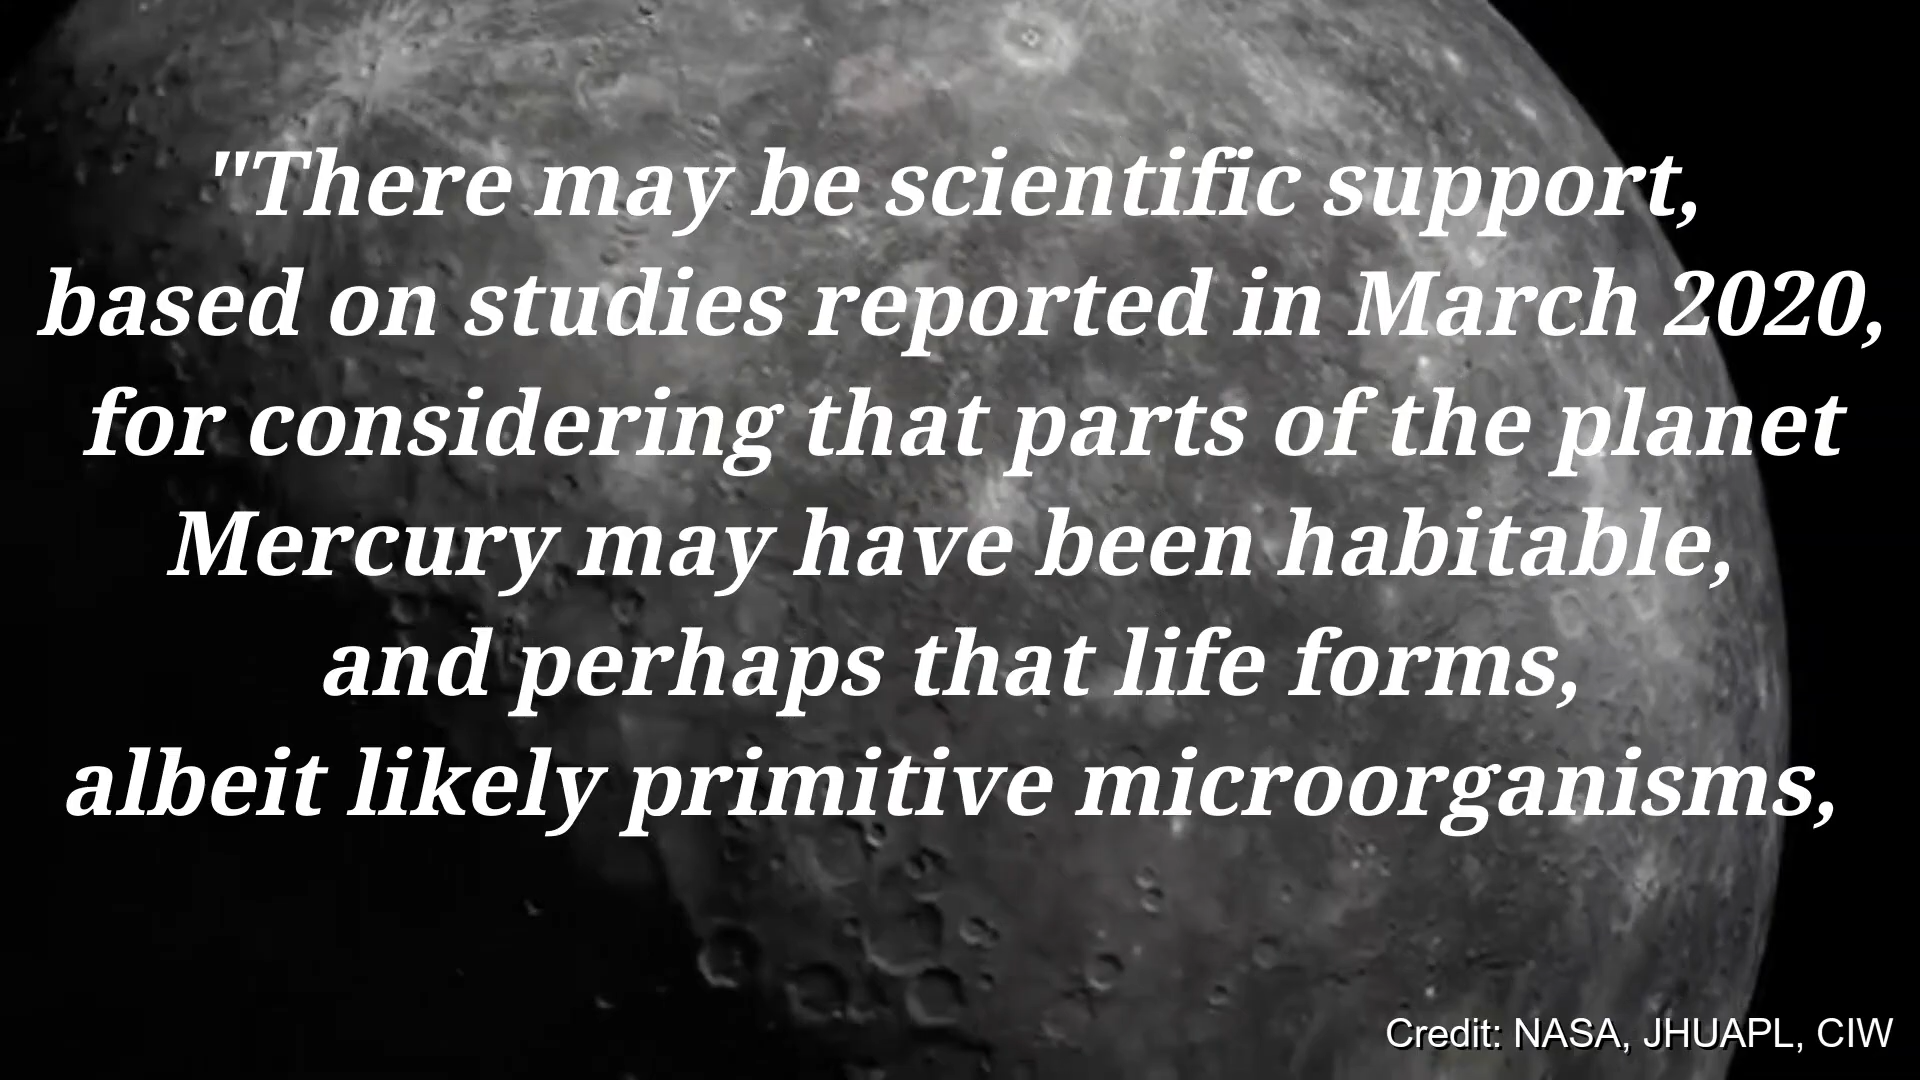 "There may be scientific support,
based on studies reported in March 2020,
for considering that parts of the planet
Mercury may have been habitable,
and perhaps that life forms,
albeit likely primitive microorganisms,
Credit: NASA, JHUAPL, CIW